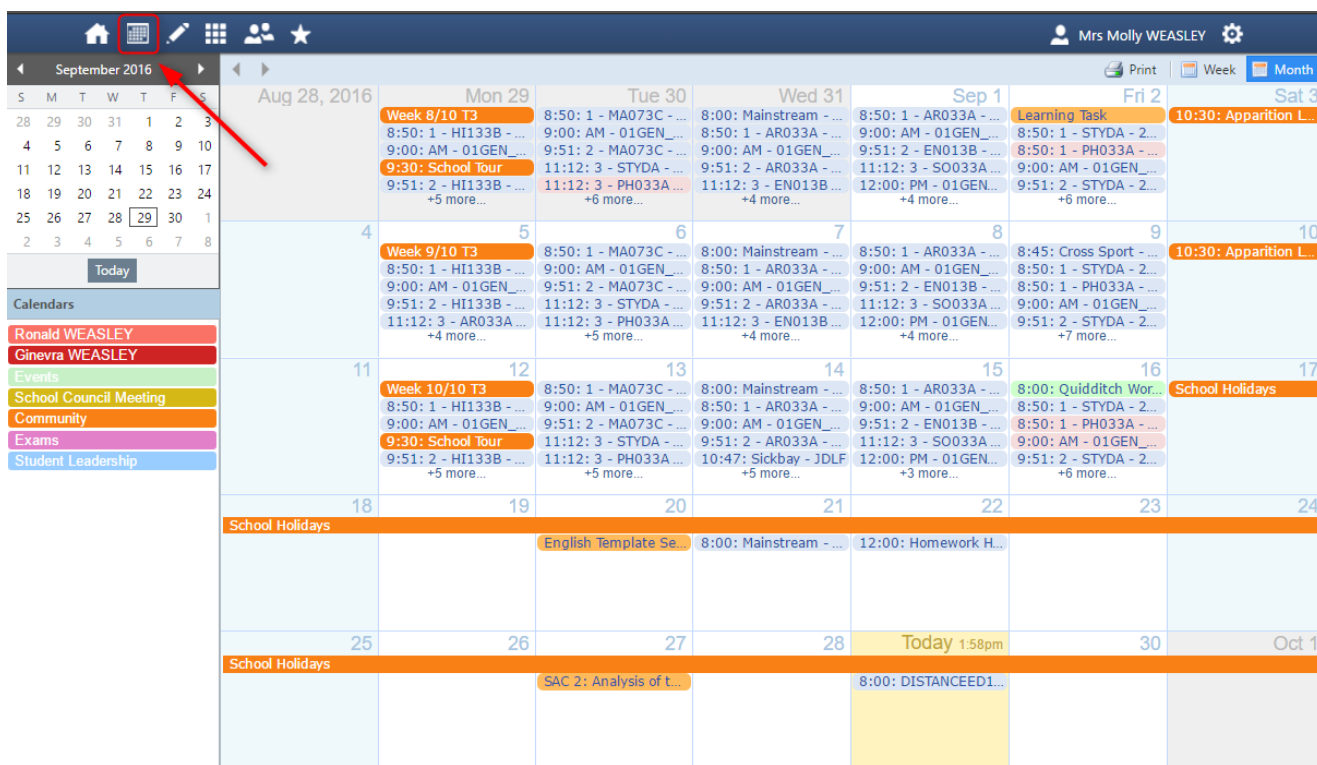 Mrs Molly WEASLEY
September 2016
Print Week Month
S M T W T F S
28 29 30 31 1 2 3
4 5 6 7 8 9 10
11 12 13 14 15 16 17
18 19 20 21 22 23 24
25 26 27 28 29 30 1
2 3 4 5 6 7 8
Today
Calendars
Ronald WEASLEY
Ginevra WEASLEY
Events
School Council Meeting
Community
Exams
Student Leadership
Aug 28, 2016 Mon 29 Tue 30 Wed 31 Sep 1 Fri 2 Sat 3
Week 8/10 T3 8:50: 1 - MA073C - ... 8:00: Mainstream - ... 8:50: 1 - AR033A - ... Learning Task 10:30: Apparition L...
8:50: 1 - HI133B - ... 9:00: AM - 01GEN_... 8:50: 1 - AR033A - ... 9:00: AM - 01GEN_... 8:50: 1 - STYDA - 2...
9:00: AM - 01GEN_... 9:51: 2 - MA073C - ... 9:00: AM - 01GEN_... 9:51: 2 - EN013B - ... 8:50: 1 - PH033A - ...
9:30: School Tour 11:12: 3 - STYDA - ... 9:51: 2 - AR033A - ... 11:12: 3 - SO033A ... 9:00: AM - 01GEN_...
9:51: 2 - HI133B - ... 11:12: 3 - PH033A ... 11:12: 3 - EN013B ... 12:00: PM - 01GEN... 9:51: 2 - STYDA - 2...
+5 more... +6 more... +4 more... +4 more... +6 more...
4 5 6 7 8 9 10
Week 9/10 T3 8:50: 1 - MA073C - ... 8:00: Mainstream - ... 8:50: 1 - AR033A - ... 8:45: Cross Sport - ... 10:30: Apparition L...
8:50: 1 - HI133B - ... 9:00: AM - 01GEN_... 8:50: 1 - AR033A - ... 9:00: AM - 01GEN_... 8:50: 1 - STYDA - 2...
9:00: AM - 01GEN_... 9:51: 2 - MA073C - ... 9:00: AM - 01GEN_... 9:51: 2 - EN013B - ... 8:50: 1 - PH033A - ...
9:51: 2 - HI133B - ... 11:12: 3 - STYDA - ... 9:51: 2 - AR033A - ... 11:12: 3 - SO033A ... 9:00: AM - 01GEN_...
11:12: 3 - AR033A ... 11:12: 3 - PH033A ... 11:12: 3 - EN013B ... 12:00: PM - 01GEN... 9:51: 2 - STYDA - 2...
+4 more... +5 more... +4 more... +4 more... +7 more...
11 12 13 14 15 16 17
Week 10/10 T3 8:50: 1 - MA073C - ... 8:00: Mainstream - ... 8:50: 1 - AR033A - ... 8:00: Quidditch Wor... School Holidays
8:50: 1 - HI133B - ... 9:00: AM - 01GEN_... 8:50: 1 - AR033A - ... 9:00: AM - 01GEN_... 8:50: 1 - STYDA - 2...
9:00: AM - 01GEN_... 9:51: 2 - MA073C - ... 9:00: AM - 01GEN_... 9:51: 2 - EN013B - ... 8:50: 1 - PH033A - ...
9:30: School Tour 11:12: 3 - STYDA - ... 9:51: 2 - AR033A - ... 11:12: 3 - SO033A ... 9:00: AM - 01GEN_...
9:51: 2 - HI133B - ... 11:12: 3 - PH033A ... 10:47: Sickbay - JDLF 12:00: PM - 01GEN... 9:51: 2 - STYDA - 2...
+5 more... +5 more... +5 more... +3 more... +6 more...
18 19 20 21 22 23 24
School Holidays
English Template Se... 8:00: Mainstream - ... 12:00: Homework H...
25 26 27 28 Today 1:58pm 30 Oct 1
School Holidays
SAC 2: Analysis of t... 8:00: DISTANCEED1...